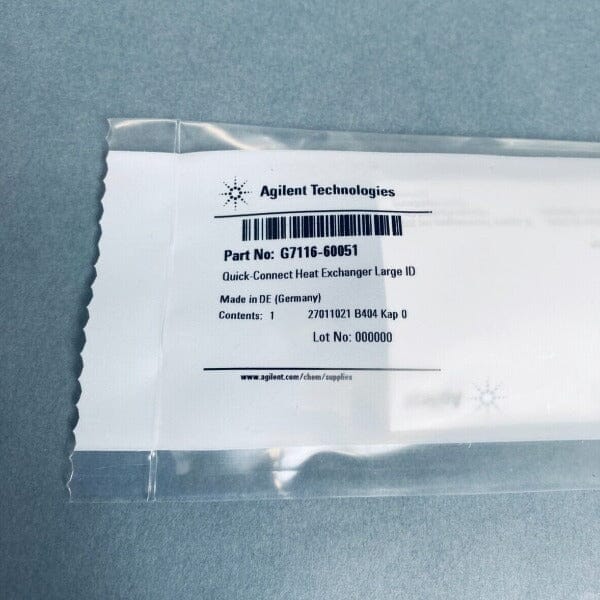 Agilent Technologies
Part No: G7116-60051
Quick-Connect Heat Exchanger Large ID
Made in DE (Germany)
Contents: 1 27011021 B404 Kap 0
Lot No: 000000
www.agilent.com/chem/supplies